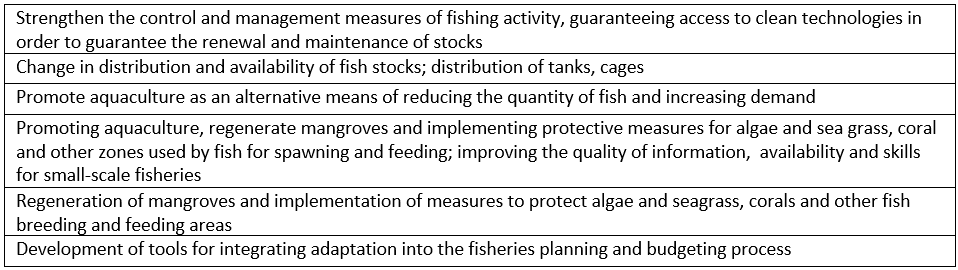 Strengthen the control and management measures of fishing activity, guaranteeing access to clean technologies in
order to guarantee the renewal and maintenance of stocks
Change in distribution and availability of fish stocks; distribution of tanks, cages
Promote aquaculture as an alternative means of reducing the quantity of fish and increasing demand
Promoting aquaculture, regenerate mangroves and implementing protective measures for algae and sea grass, coral
and other zones used by fish for spawning and feeding; improving the quality of information,  availability and skills
for small-scale fisheries
Regeneration of mangroves and implementation of measures to protect algae and seagrass, corals and other fish
breeding and feeding areas
Development of tools for integrating adaptation into the fisheries planning and budgeting process